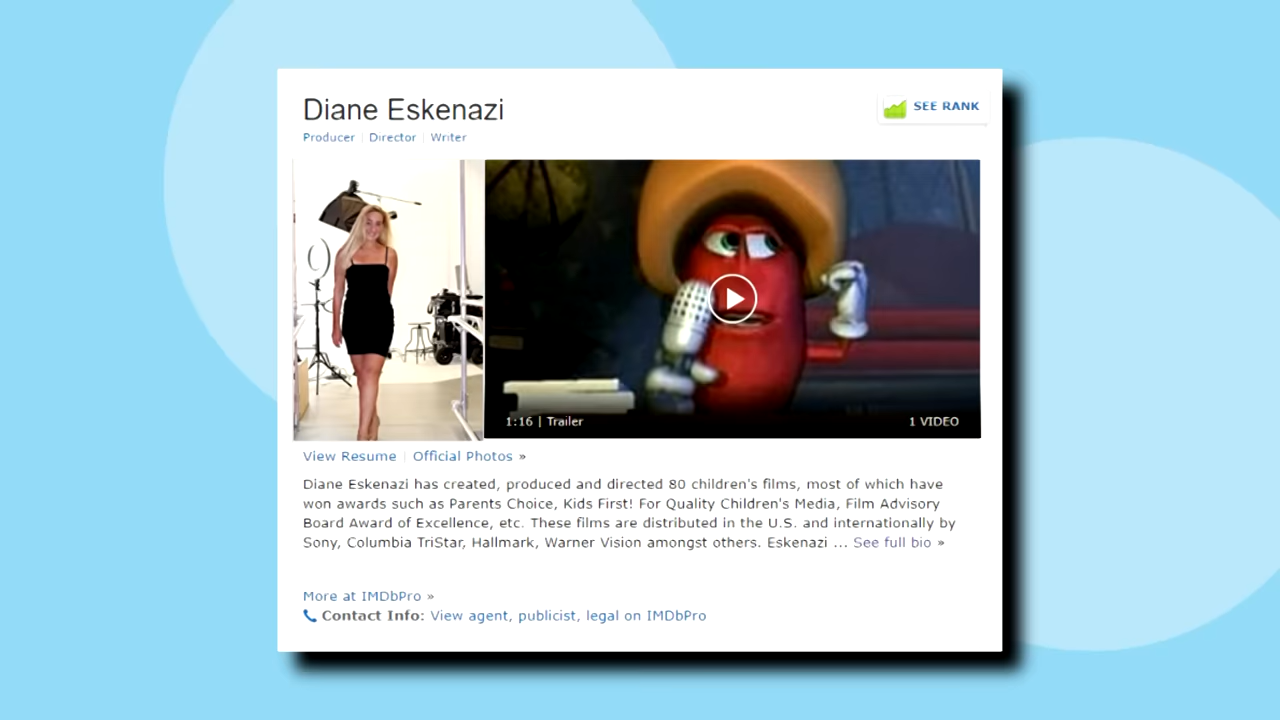 Diane Eskenazi
SEE RANK
Producer | Director | Writer
1:16 | Trailer
1 VIDEO
View Resume | Official Photos »
Diane Eskenazi has created, produced and directed 80 children's films, most of which have
won awards such as Parents Choice, Kids First! For Quality Children's Media, Film Advisory
Board Award of Excellence, etc. These films are distributed in the U.S. and internationally by
Sony, Columbia TriStar, Hallmark, Warner Vision amongst others. Eskenazi ... See full bio »
More at IMDbPro »
Contact Info: View agent, publicist, legal on IMDbPro